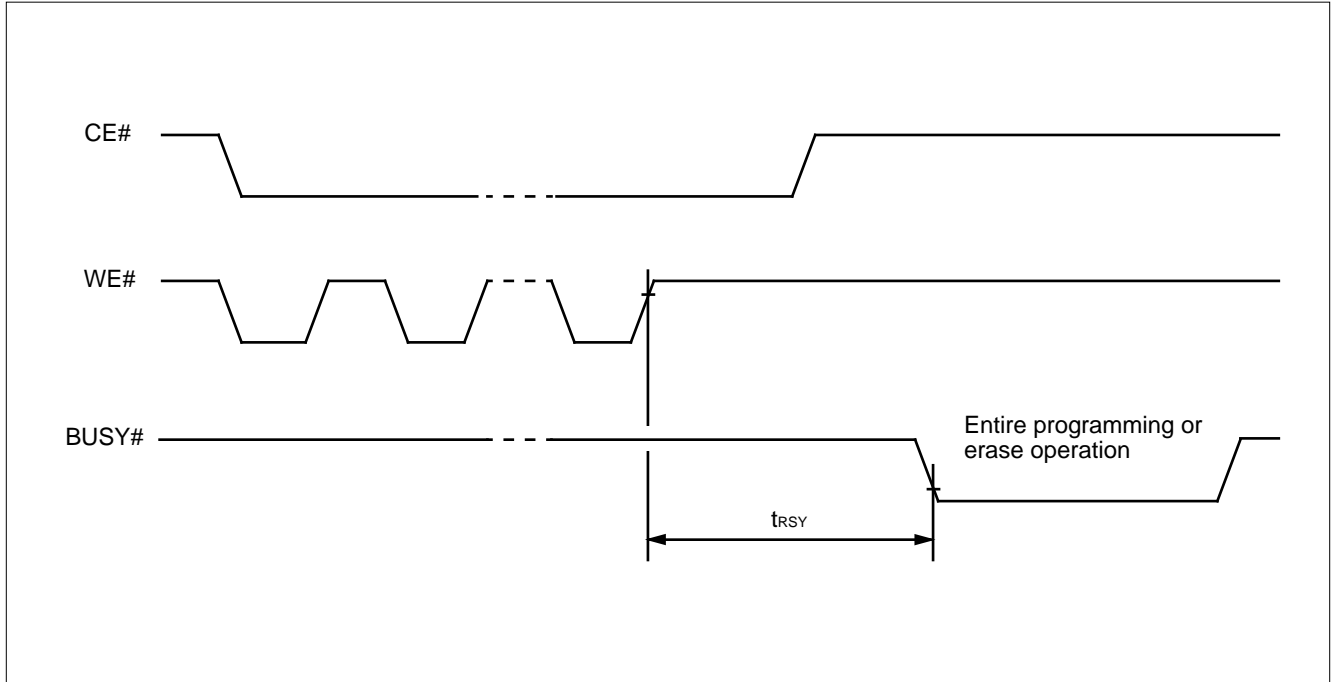 CE#
WE#
BUSY#
Entire programming or
erase operation
tRSY